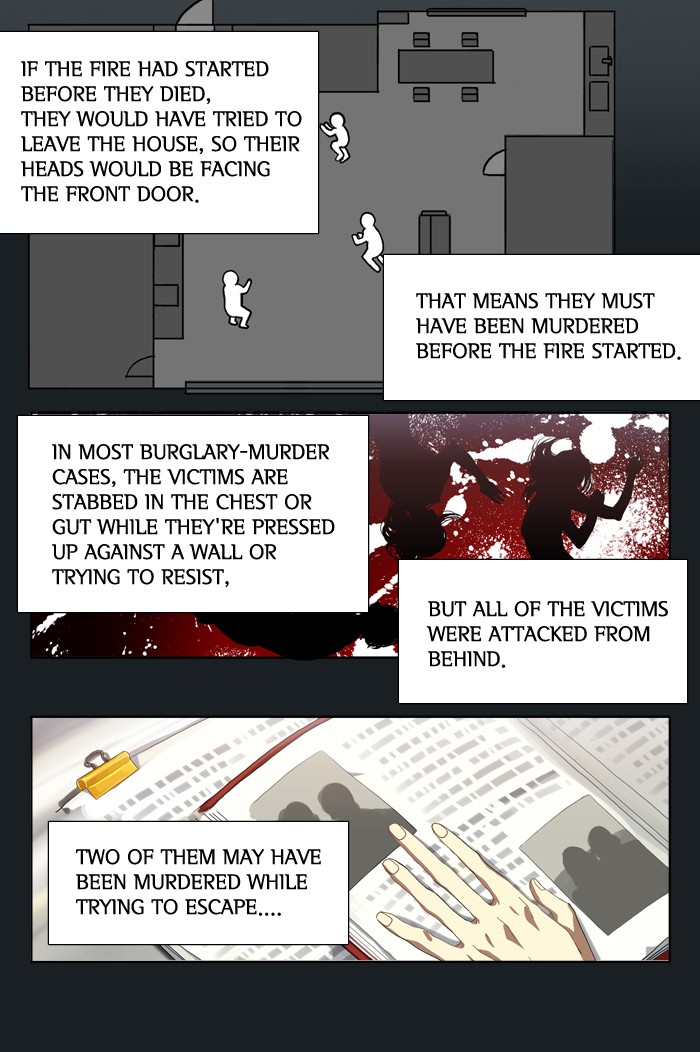 IF THE FIRE HAD STARTED
BEFORE THEY DIED,
THEY WOULD HAVE TRIED TO
LEAVE THE HOUSE, SO THEIR
HEADS WOULD BE FACING
THE FRONT DOOR.
THAT MEANS THEY MUST
HAVE BEEN MURDERED
BEFORE THE FIRE STARTED.
IN MOST BURGLARY-MURDER
CASES, THE VICTIMS ARE
STABBED IN THE CHEST OR
GUT WHILE THEY'RE PRESSED
UP AGAINST A WALL OR
TRYING TO RESIST,
BUT ALL OF THE VICTIMS
WERE ATTACKED FROM
BEHIND.
TWO OF THEM MAY HAVE
BEEN MURDERED WHILE
TRYING TO ESCAPE....